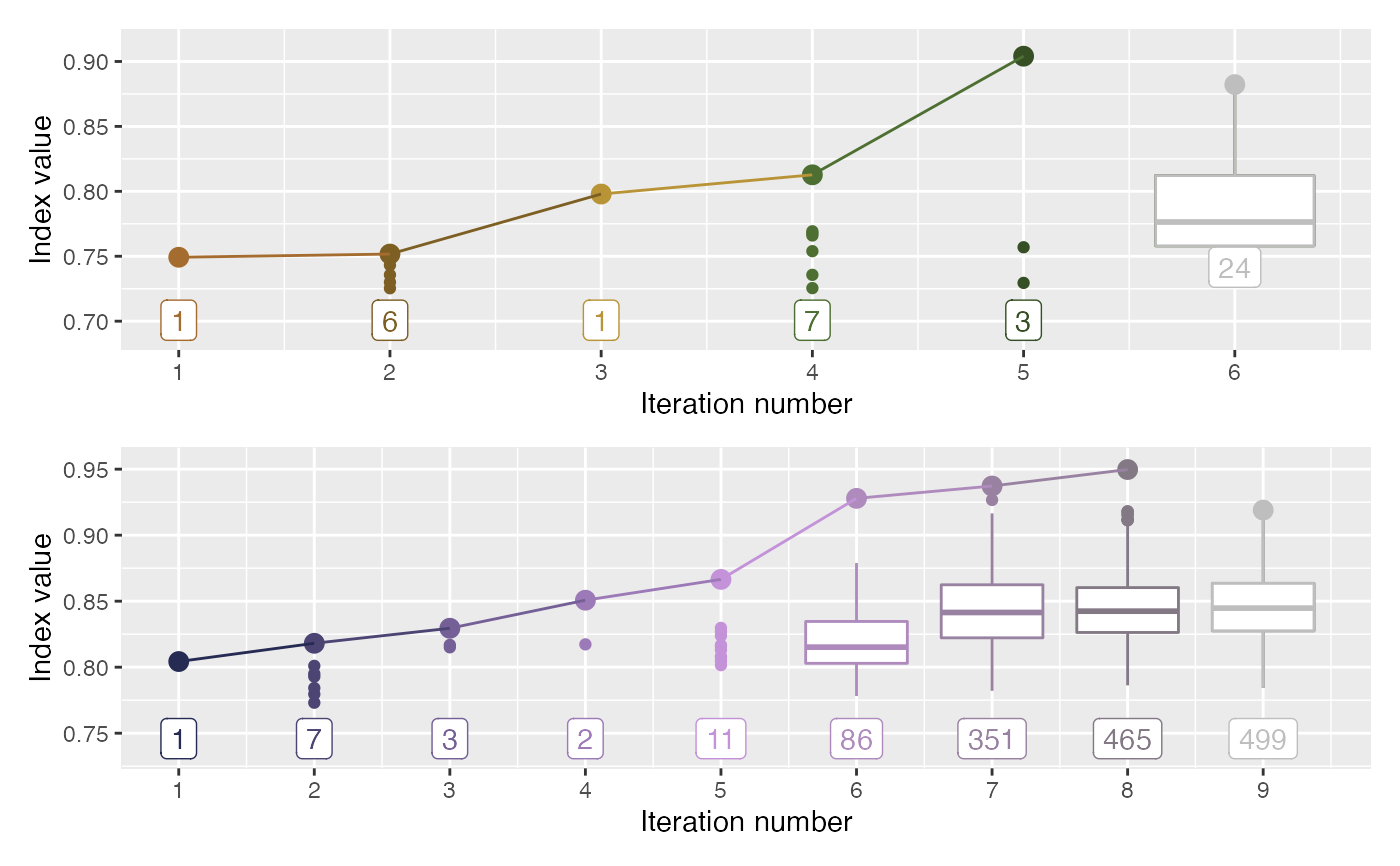 Index value
0.90
0.85
0.80
0.75
0.70
1
6
1
7
3
24
1 2 3 4 5 6
Iteration number
Index value
0.95
0.90
0.85
0.80
0.75
1 7 3 2 11 86 351 465 499
1 2 3 4 5 6 7 8 9
Iteration number